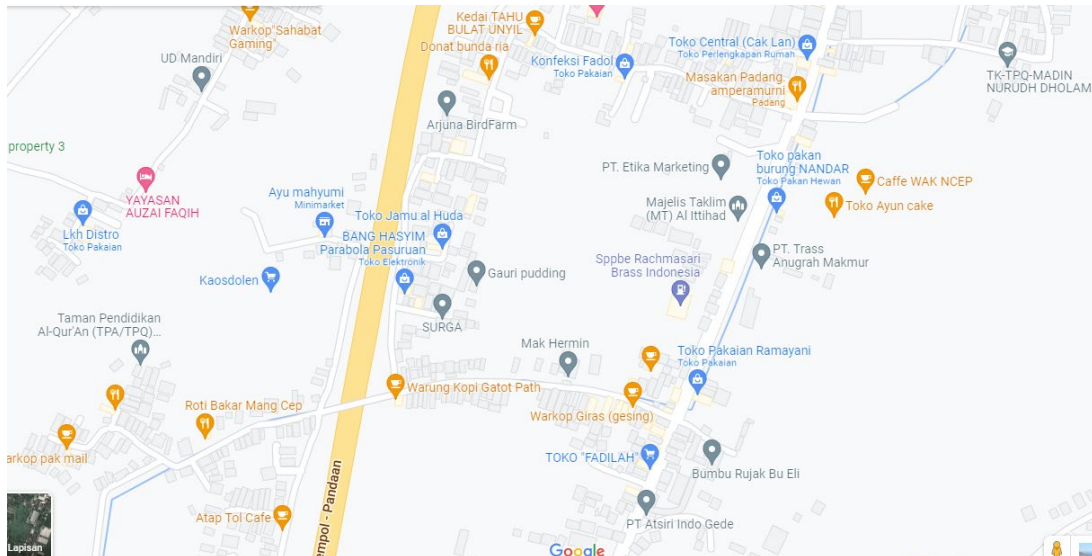 Warkop"Sahabat
Gaming"
Kedai TAHU
BULAT UNYIL
Donat bunda ria
Konfeksi Fadol
Toko Pakaian
Toko Central (Cak Lan)
Toko Perlengkapan Rumah
Masakan Padang.
amperamurni
Padang
TK-TPQ-MADIN
NURUDH DHOLAM
UD Mandiri
Arjuna BirdFarm
property 3
YAYASAN
AUZAI FAQIH
Lkh Distro
Toko Pakaian
Ayu mahyumi
Minimarket
Toko Jamu al Huda
BANG HASYIM
Parabola Pasuruan
Toko Elektronik
PT. Etika Marketing
Majelis Taklim
(MT) Al Ittihad
Toko pakan
burung NANDAR
Toko Pakan Hewan
Caffe WAK NCEP
Toko Ayun cake
PT. Trass
Anugrah Makmur
Sppbe Rachmasari
Brass Indonesia
Gauri pudding
Kaosdolen
SURGA
Taman Pendidikan
Al-Qur'An (TPA/TPQ)...
Mak Hermin
Toko Pakaian Ramayani
Toko Pakaian
Warung Kopi Gatot Path
Warkop Giras (gesing)
Roti Bakar Mang Cep
arkop pak mail
TOKO "FADILAH"
Bumbu Rujak Bu Eli
PT Atsiri Indo Gede
Atap Tol Cafe
empol - Pandaan
Lapisan
Google